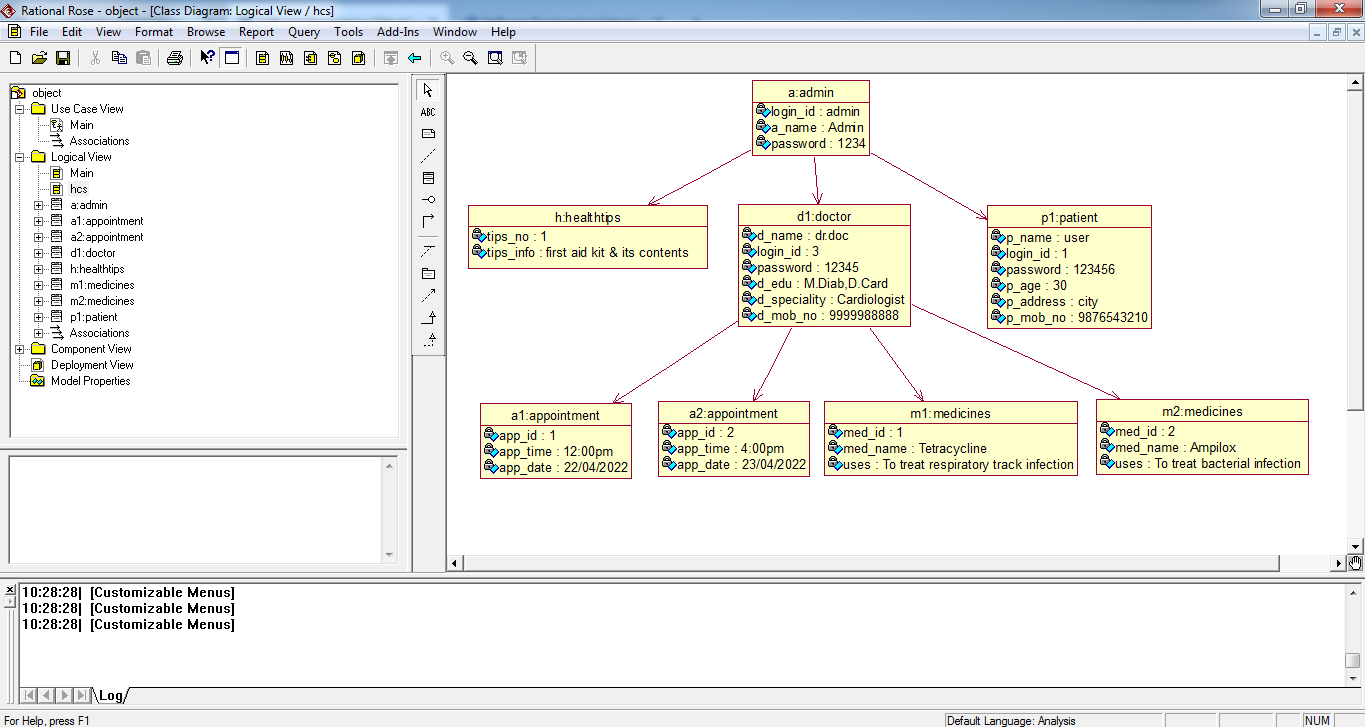 Rational Rose - object - [Class Diagram: Logical View / hcs]
File Edit View Format Browse Report Query Tools Add-Ins Window Help
ABC
object
Use Case View
Main
Associations
Logical View
Main
hcs
a:admin
a1:appointment
a2:appointment
d1:doctor
h:healthtips
m1:medicines
m2:medicines
p1:patient
Associations
Component View
Deployment View
Model Properties
a:admin
login_id : admin
a_name : Admin
password : 1234
h:healthtips
tips_no : 1
tips_info : first aid kit & its contents
d1:doctor
d_name : dr.doc
login_id : 3
password : 12345
d_edu : M.Diab,D.Card
d_speciality : Cardiologist
d_mob_no : 9999988888
p1:patient
p_name : user
login_id : 1
password : 123456
p_age : 30
p_address : city
p_mob_no : 9876543210
a1:appointment
app_id : 1
app_time : 12:00pm
app_date : 22/04/2022
a2:appointment
app_id : 2
app_time : 4:00pm
app_date : 23/04/2022
m1:medicines
med_id : 1
med_name : Tetracycline
uses : To treat respiratory track infection
m2:medicines
med_id : 2
med_name : Ampilox
uses : To treat bacterial infection
10:28:28| [Customizable Menus]
10:28:28| [Customizable Menus]
10:28:28| [Customizable Menus]
Log
For Help, press F1
Default Language: Analysis
NUM